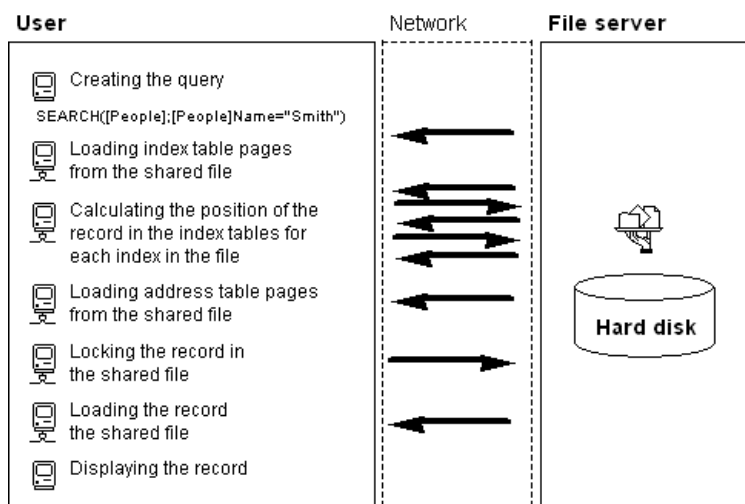 User
Network
File server
Creating the query
SEARCH([People];[People]Name="Smith")
Loading index table pages
from the shared file
Calculating the position of the
record in the index tables for
each index in the file
Loading address table pages
from the shared file
Locking the record in
the shared file
Loading the record
the shared file
Displaying the record
Hard disk